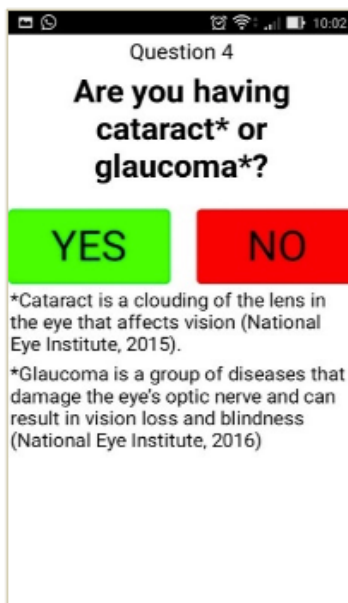 10:02
Question 4
Are you having
cataract* or
glaucoma*?
YES NO
*Cataract is a clouding of the lens in
the eye that affects vision (National
Eye Institute, 2015).
*Glaucoma is a group of diseases that
damage the eye's optic nerve and can
result in vision loss and blindness
(National Eye Institute, 2016)